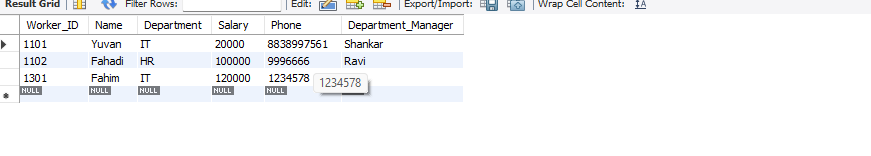 Result Grid Filter Rows: Edit: Export/Import: Wrap Cell Content: IA
Worker_ID Name Department Salary Phone Department_Manager
1101 Yuvan IT 20000 8838997561 Shankar
1102 Fahadi HR 100000 9996666 Ravi
1301 Fahim IT 120000 1234578
1234578
NULL NULL NULL NULL NULL